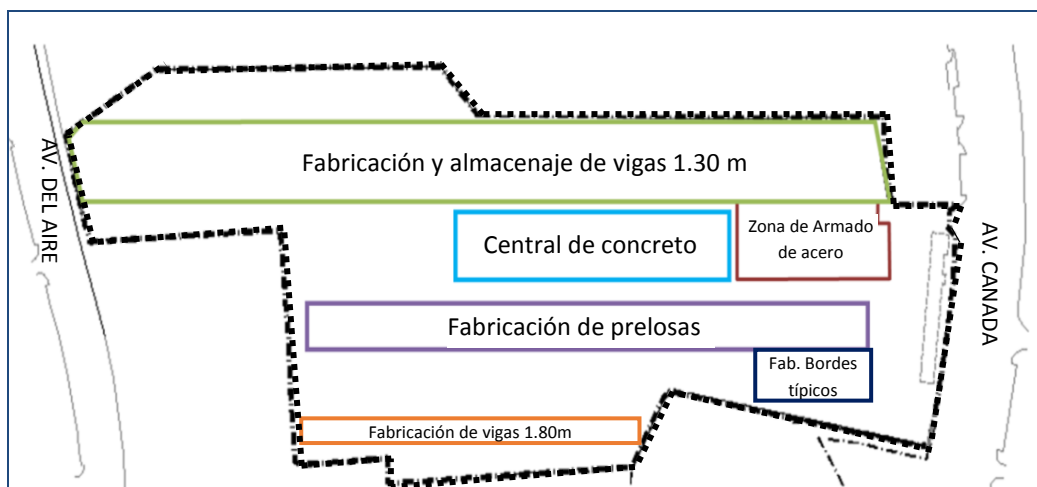 AV. DEL AIRE
Fabricación y almacenaje de vigas 1.30 m
Central de concreto
Zona de Armado
de acero
AV. CANADA
Fabricación de prelosas
Fab. Bordes
típicos
Fabricación de vigas 1.80m